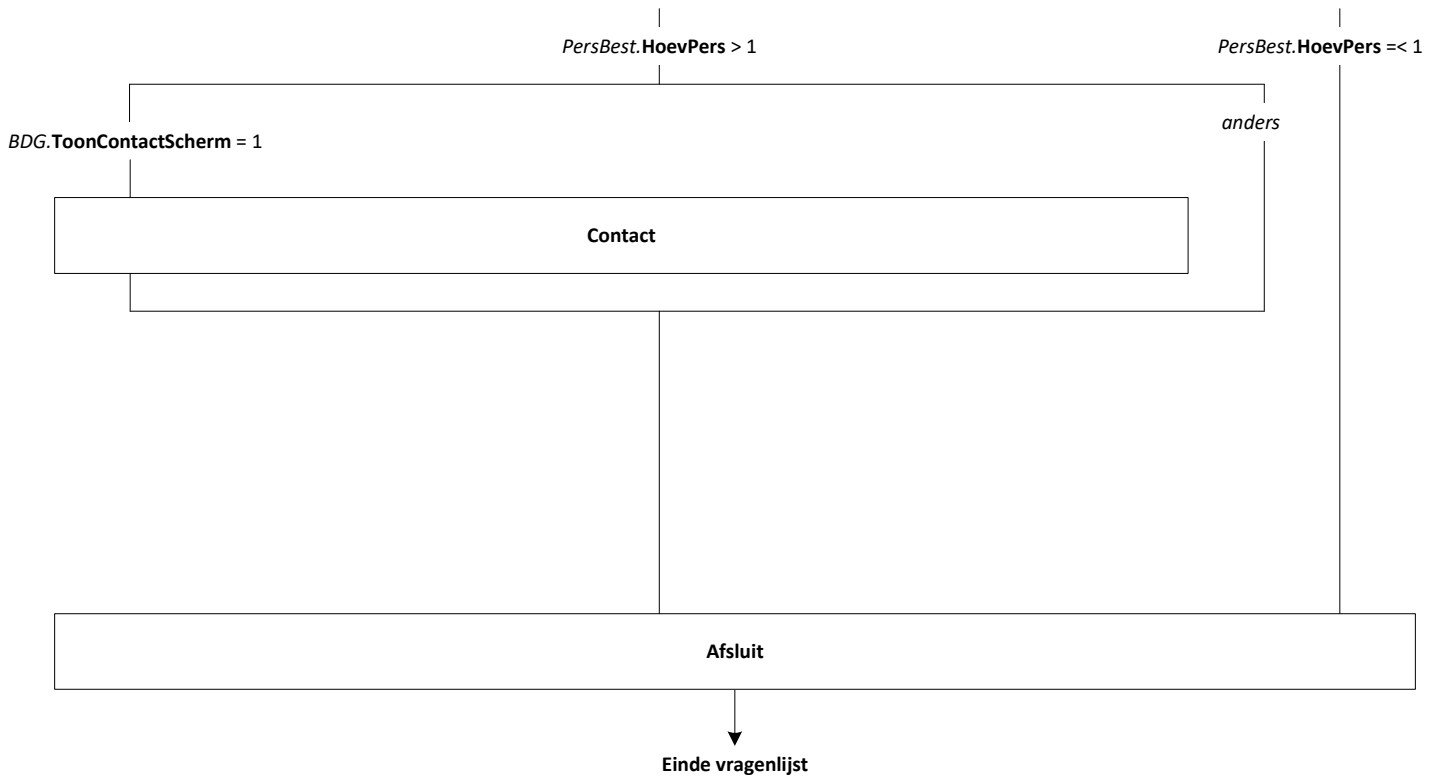 PersBest.HoevPers > 1
PersBest.HoevPers =< 1
anders
BDG.ToonContactScherm = 1
Contact
Afsluit
Einde vragenlijst